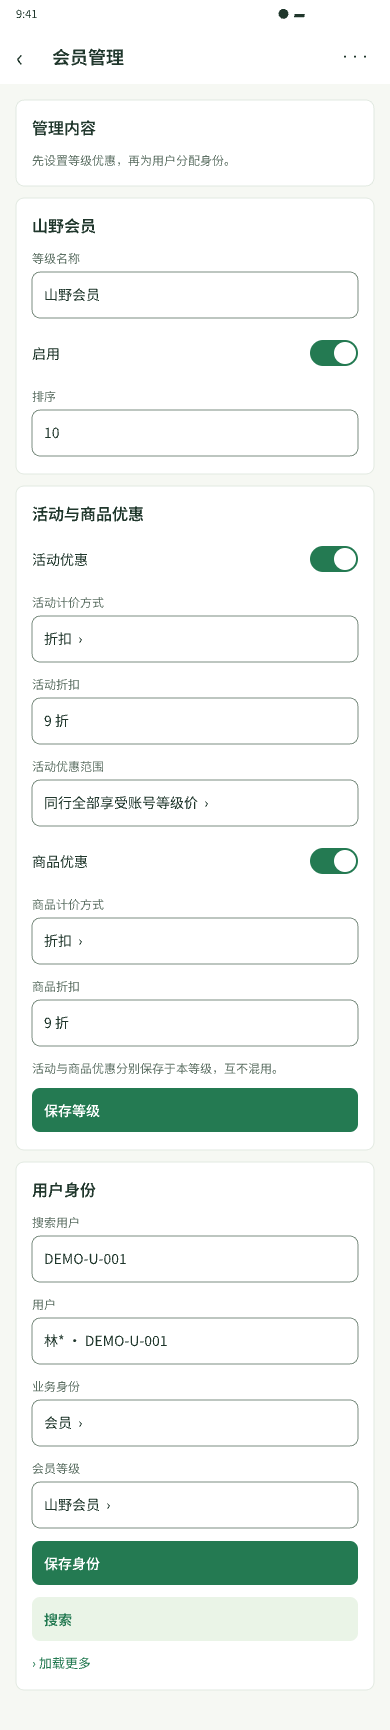 9:41
‹ 会员管理 ···
管理内容
先设置等级优惠，再为用户分配身份。
山野会员
等级名称
山野会员
启用
排序
10
活动与商品优惠
活动优惠
活动计价方式
折扣 ›
活动折扣
9 折
活动优惠范围
同行全部享受账号等级价 ›
商品优惠
商品计价方式
折扣 ›
商品折扣
9 折
活动与商品优惠分别保存于本等级，互不混用。
保存等级
用户身份
搜索用户
DEMO-U-001
用户
林* · DEMO-U-001
业务身份
会员 ›
会员等级
山野会员 ›
保存身份
搜索
› 加载更多